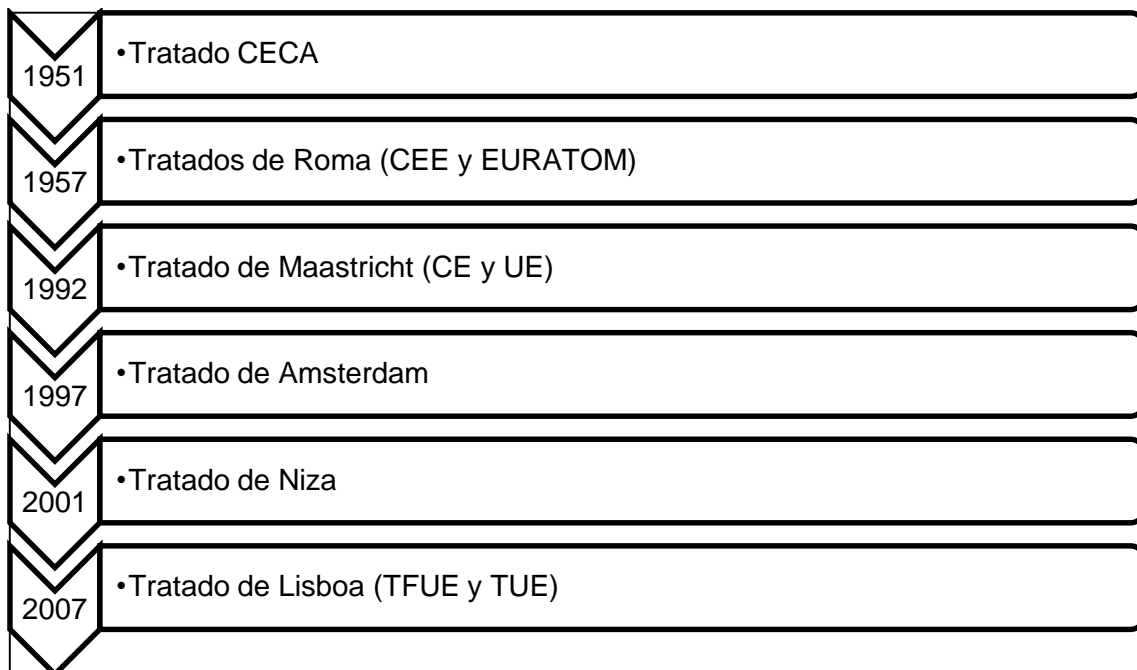 1951
•Tratado CECA
1957
•Tratados de Roma (CEE y EURATOM)
1992
•Tratado de Maastricht (CE y UE)
1997
•Tratado de Amsterdam
2001
•Tratado de Niza
2007
•Tratado de Lisboa (TFUE y TUE)